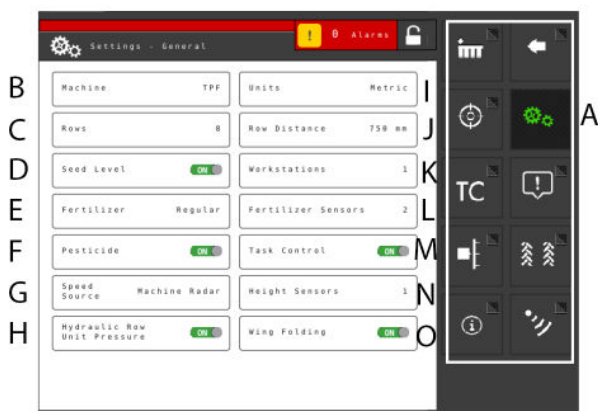 ! 0 Alarms
Settings - General
B Machine TPF Units Metric I
C Rows 8 Row Distance 750 mm J
D Seed Level ON Workstations 1 K
E Fertilizer Regular Fertilizer Sensors 2 L
F Pesticide ON Task Control ON M
G Speed Source Machine Radar Height Sensors 1 N
H Hydraulic Row Unit Pressure ON Wing Folding ON O
A
TC
!
i